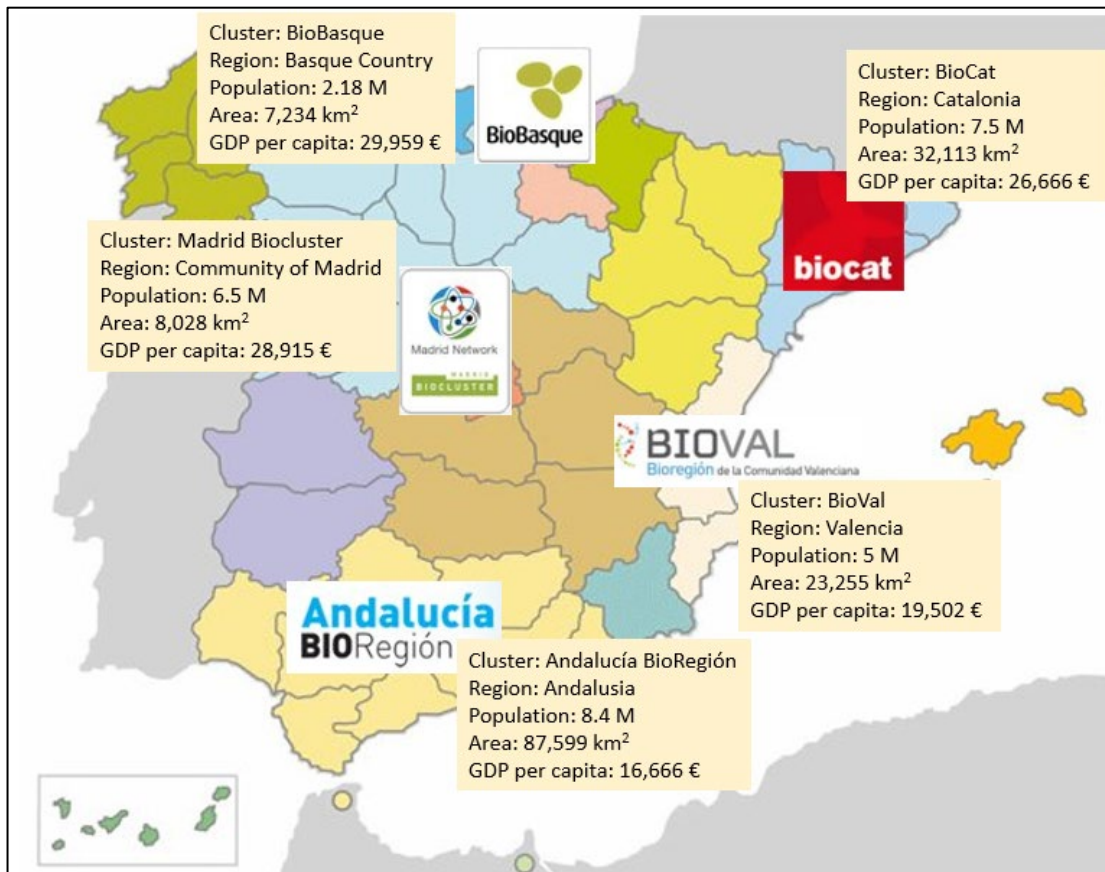 Cluster: BioBasque
Region: Basque Country
Population: 2.18 M
Area: 7,234 km²
GDP per capita: 29,959 €
BioBasque
Cluster: BioCat
Region: Catalonia
Population: 7.5 M
Area: 32,113 km²
GDP per capita: 26,666 €
biocat
Cluster: Madrid Biocluster
Region: Community of Madrid
Population: 6.5 M
Area: 8,028 km²
GDP per capita: 28,915 €
Madrid Network
MADRID
BIOCLUSTER
BIOVAL
Bioregión de la Comunidad Valenciana
Cluster: BioVal
Region: Valencia
Population: 5 M
Area: 23,255 km²
GDP per capita: 19,502 €
Andalucía
BIORegión
Cluster: Andalucía BioRegión
Region: Andalusia
Population: 8.4 M
Area: 87,599 km²
GDP per capita: 16,666 €